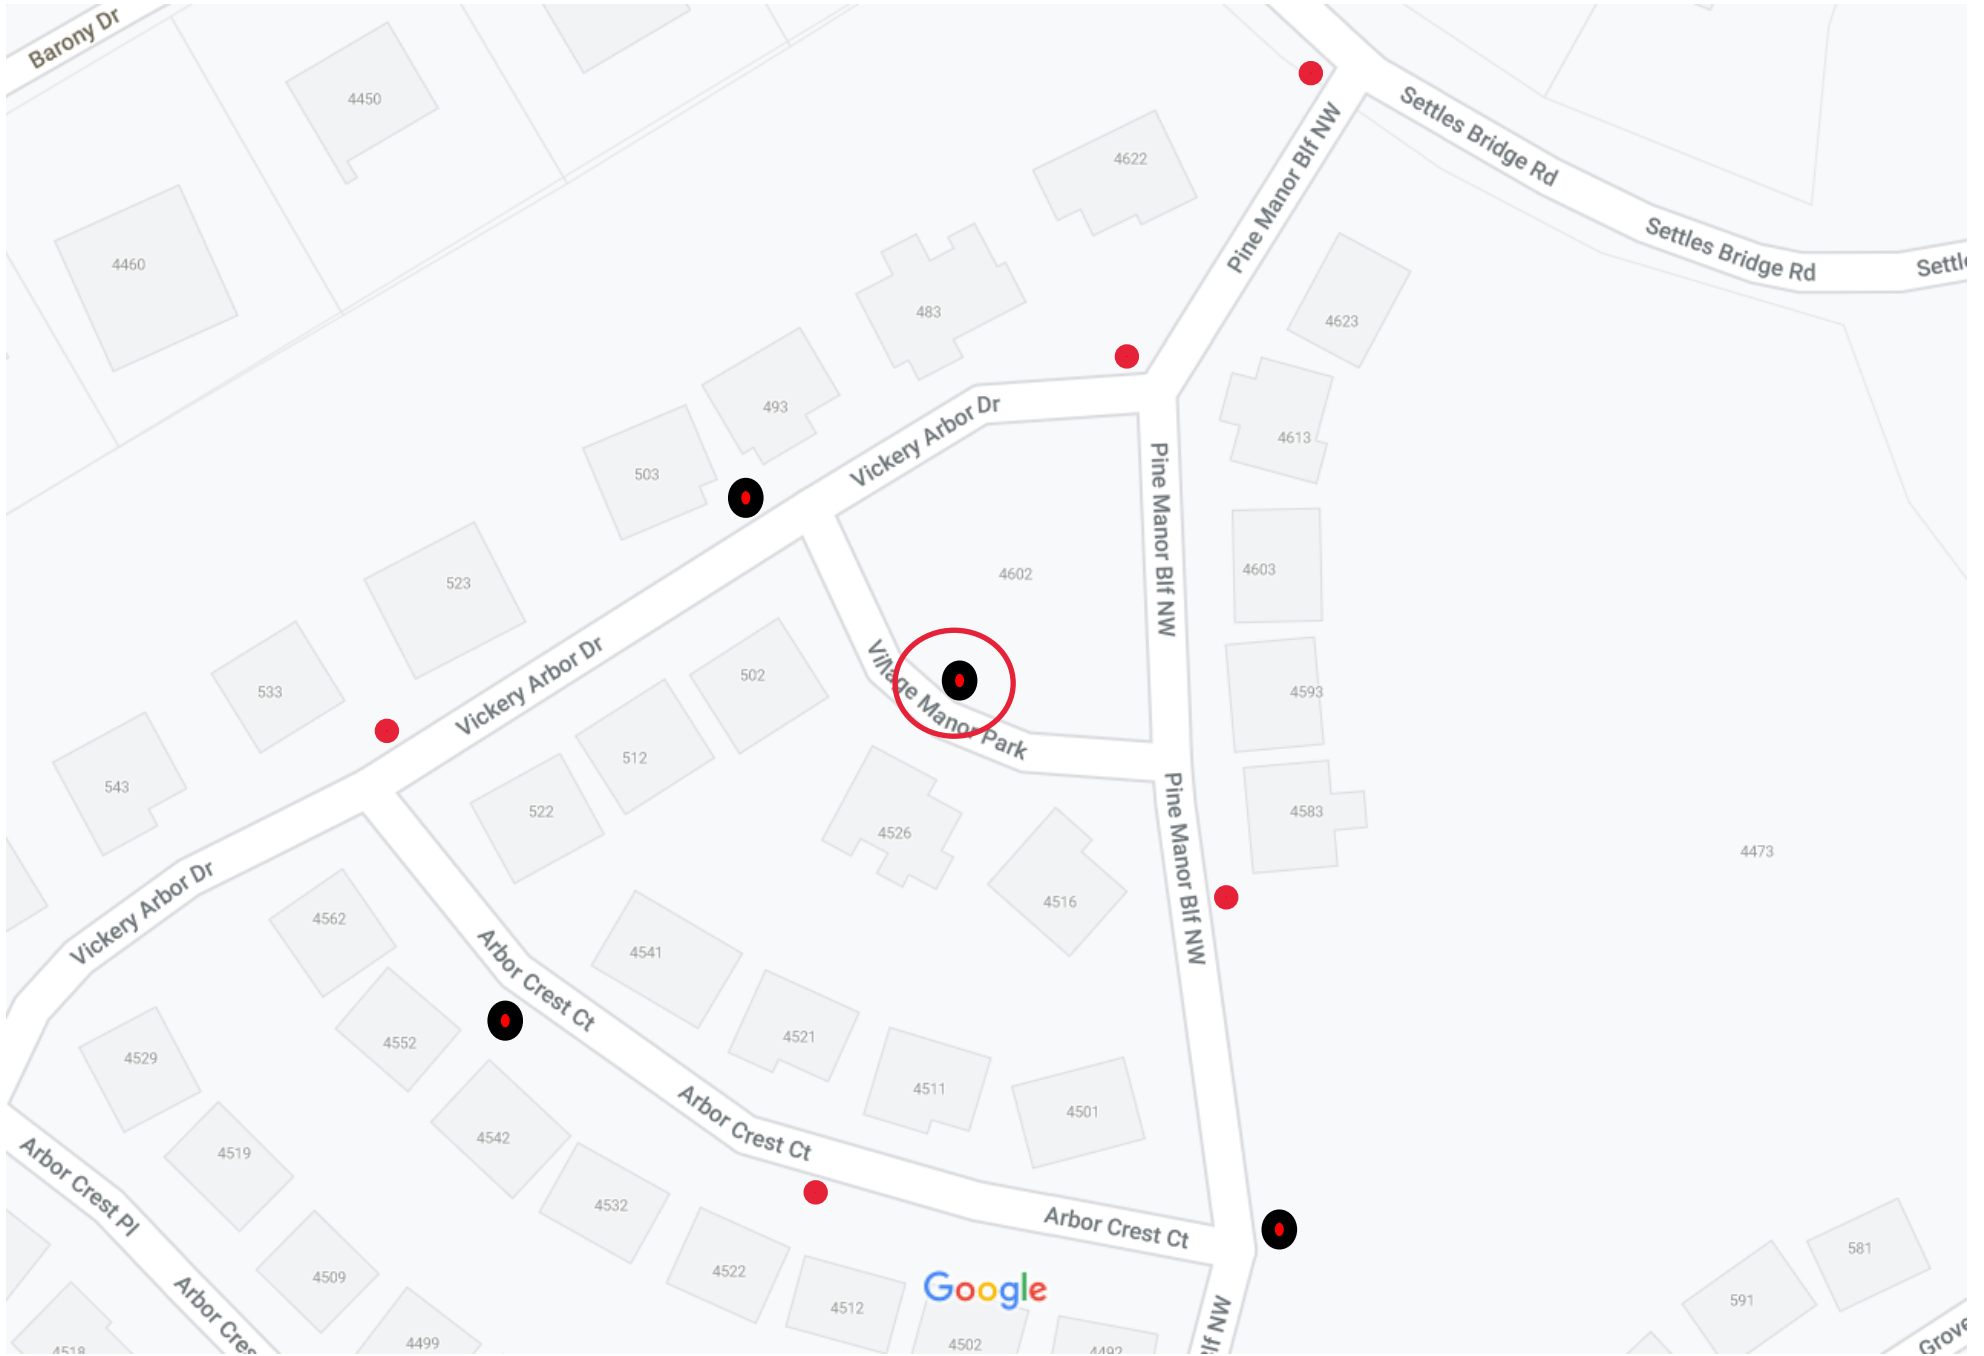 Barony Dr
4450
4622
Settles Bridge Rd
Pine Manor Blf NW
4460
Settles Bridge Rd
483
4623
493
Vickery Arbor Dr
4613
503
Pine Manor Blf NW
4602
4603
523
Village Manor Park
502
533
4593
Vickery Arbor Dr
512
543
522
4526
4583
Pine Manor Blf NW
4473
4516
Vickery Arbor Dr
4562
Arbor Crest Ct
4541
4552
4521
4529
4511
Arbor Crest Ct
4501
4542
4519
Arbor Crest Pl
4532
Arbor Crest Ct
581
4522
4509
Google
591
4512
4499
4502
4518